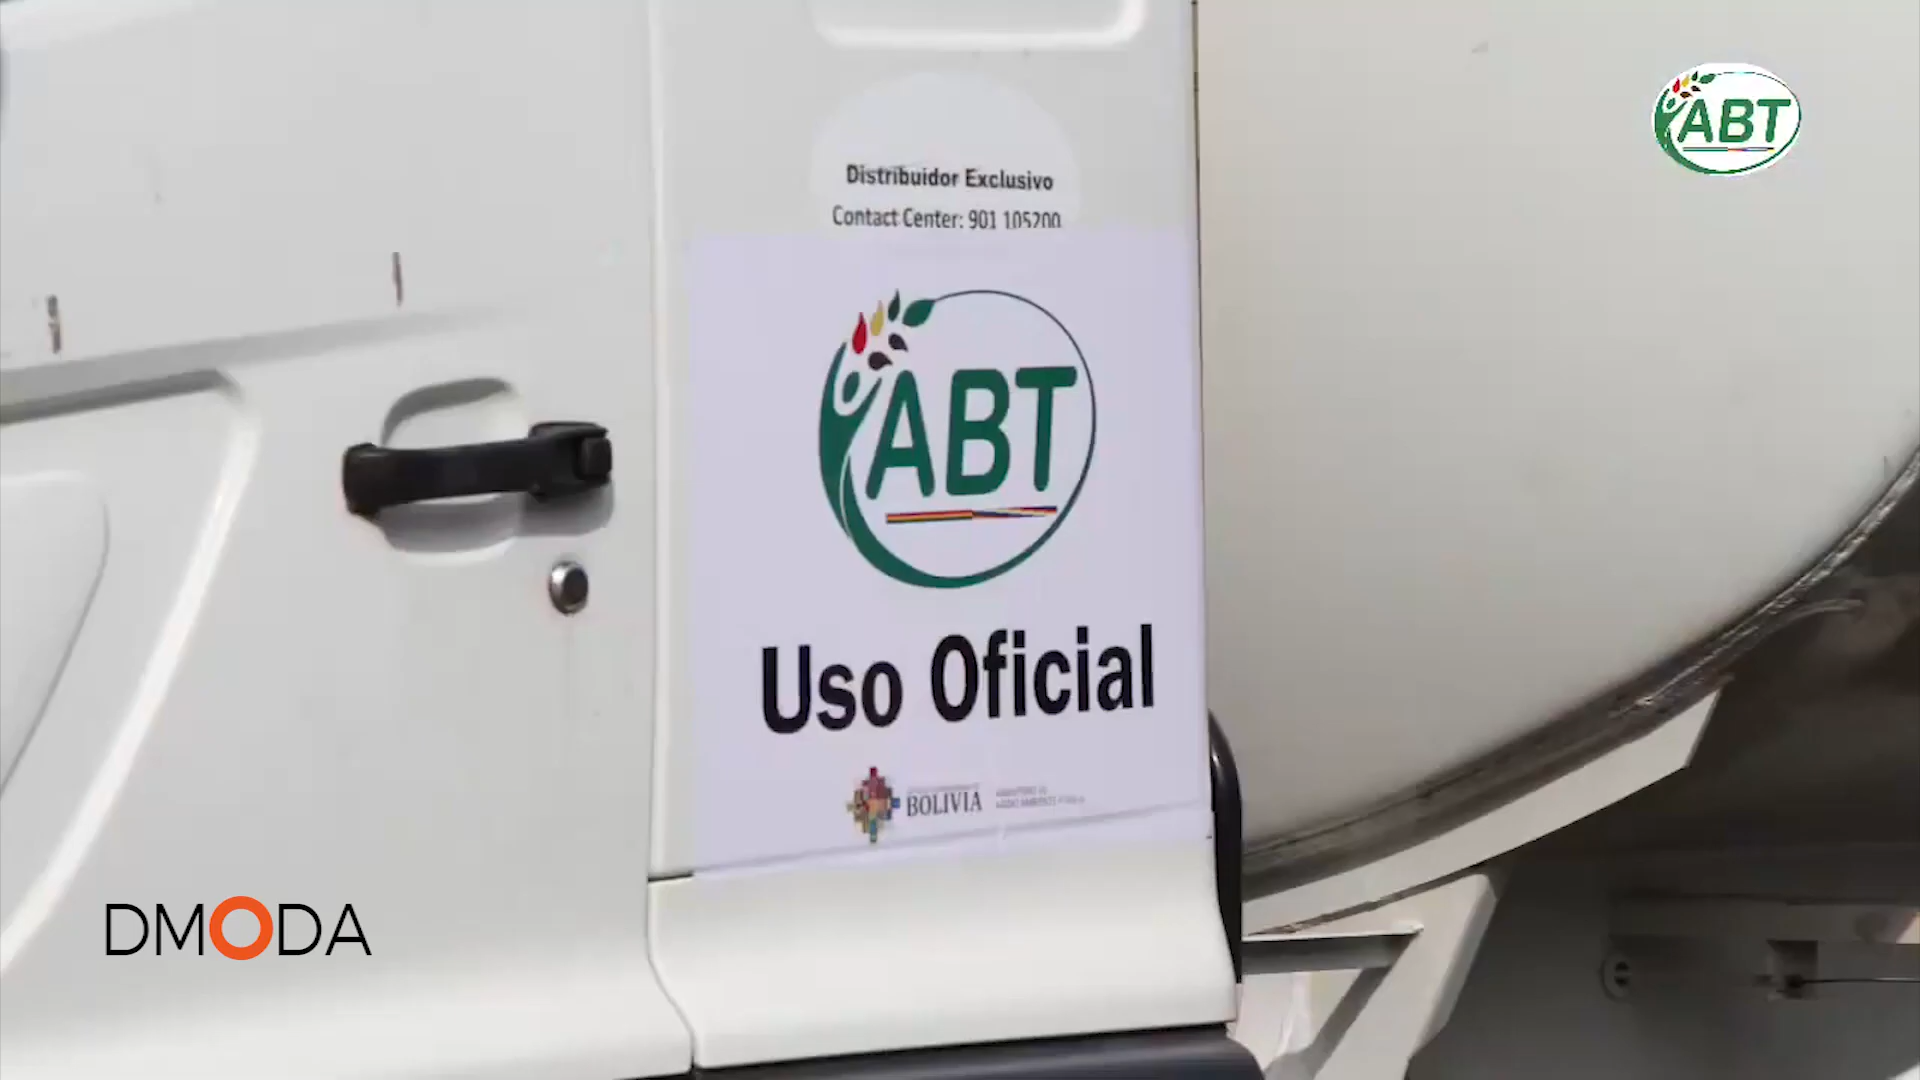 ABT
Distribuidor Exclusivo
Contact Center: 901 105200
ABT
Uso Oficial
BOLIVIA
DMODA